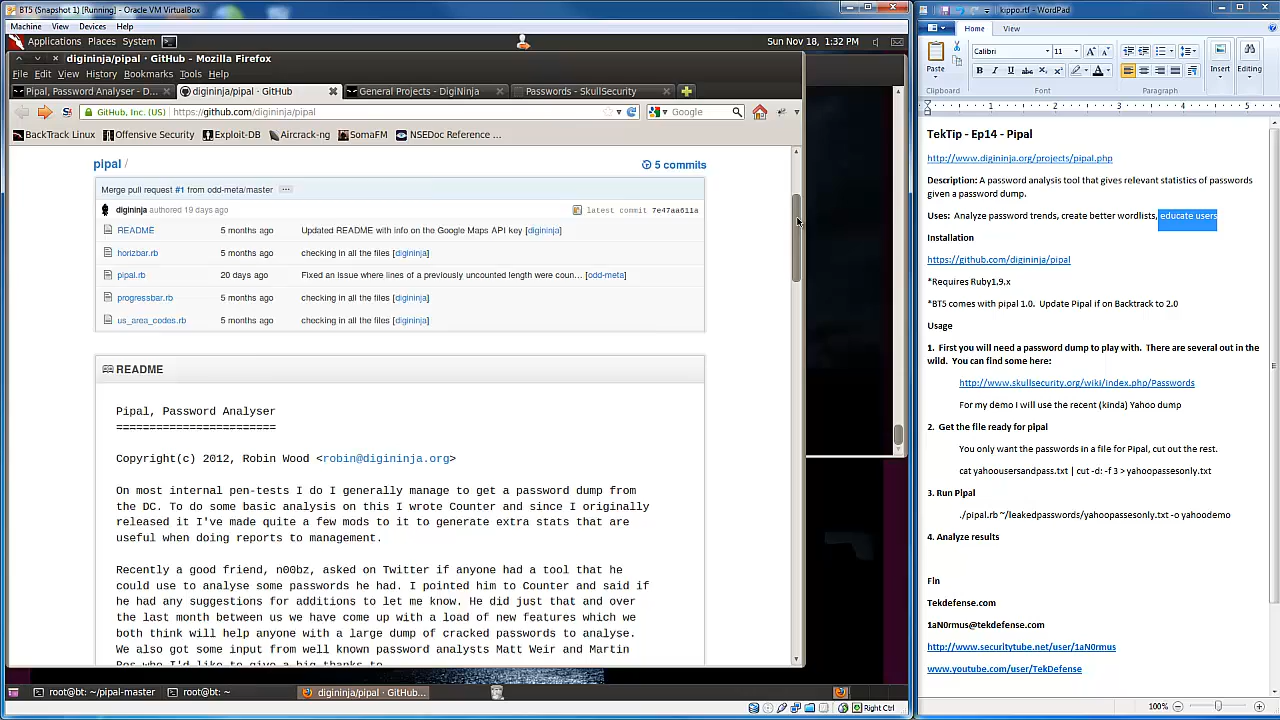 BT5 (Snapshot 1) [Running] - Oracle VM VirtualBox
Machine View Devices Help
Applications Places System
Sun Nov 18, 1:32 PM
digininja/pipal · GitHub - Mozilla Firefox
File Edit View History Bookmarks Tools Help
Pipal, Password Analyser - D...
digininja/pipal · GitHub
General Projects - DigiNinja
Passwords - SkullSecurity
GitHub, Inc. (US) https://github.com/digininja/pipal
Google
BackTrack Linux Offensive Security Exploit-DB Aircrack-ng SomaFM NSEDoc Reference ...
pipal /
5 commits
Merge pull request #1 from odd-meta/master ...
digininja authored 19 days ago
latest commit 7e47aa611a
README 5 months ago Updated README with info on the Google Maps API key [digininja]
horizbar.rb 5 months ago checking in all the files [digininja]
pipal.rb 20 days ago Fixed an issue where lines of a previously uncounted length were coun... [odd-meta]
progressbar.rb 5 months ago checking in all the files [digininja]
us_area_codes.rb 5 months ago checking in all the files [digininja]
README
Pipal, Password Analyser
========================
Copyright(c) 2012, Robin Wood <robin@digininja.org>
On most internal pen-tests I do I generally manage to get a password dump from
the DC. To do some basic analysis on this I wrote Counter and since I originally
released it I've made quite a few mods to it to generate extra stats that are
useful when doing reports to management.
Recently a good friend, n00bz, asked on Twitter if anyone had a tool that he
could use to analyse some passwords he had. I pointed him to Counter and said if
he had any suggestions for additions to let me know. He did just that and over
the last month between us we have come up with a load of new features which we
both think will help anyone with a large dump of cracked passwords to analyse.
We also got some input from well known password analysts Matt Weir and Martin
Bos who I'd like to give a big thanks to.
root@bt: ~/pipal-master
root@bt: ~
digininja/pipal · GitHub...
Right Ctrl
kippo.rtf - WordPad
Home View
Calibri 11
Paste
Insert
Editing
Clipboard Font Paragraph
1 2 3 4 5
TekTip - Ep14 - Pipal
http://www.digininja.org/projects/pipal.php
Description: A password analysis tool that gives relevant statistics of passwords
given a password dump.
Uses: Analyze password trends, create better wordlists, educate users
Installation
https://github.com/digininja/pipal
*Requires Ruby1.9.x
*BT5 comes with pipal 1.0. Update Pipal if on Backtrack to 2.0
Usage
1. First you will need a password dump to play with. There are several out in the
wild. You can find some here:
http://www.skullsecurity.org/wiki/index.php/Passwords
For my demo I will use the recent (kinda) Yahoo dump
2. Get the file ready for pipal
You only want the passwords in a file for Pipal, cut out the rest.
cat yahoousersandpass.txt | cut -d: -f 3 > yahoopassesonly.txt
3. Run Pipal
./pipal.rb ~/leakedpasswords/yahoopassesonly.txt -o yahoodemo
4. Analyze results
Fin
Tekdefense.com
1aN0rmus@tekdefense.com
http://www.securitytube.net/user/1aN0rmus
www.youtube.com/user/TekDefense
100%